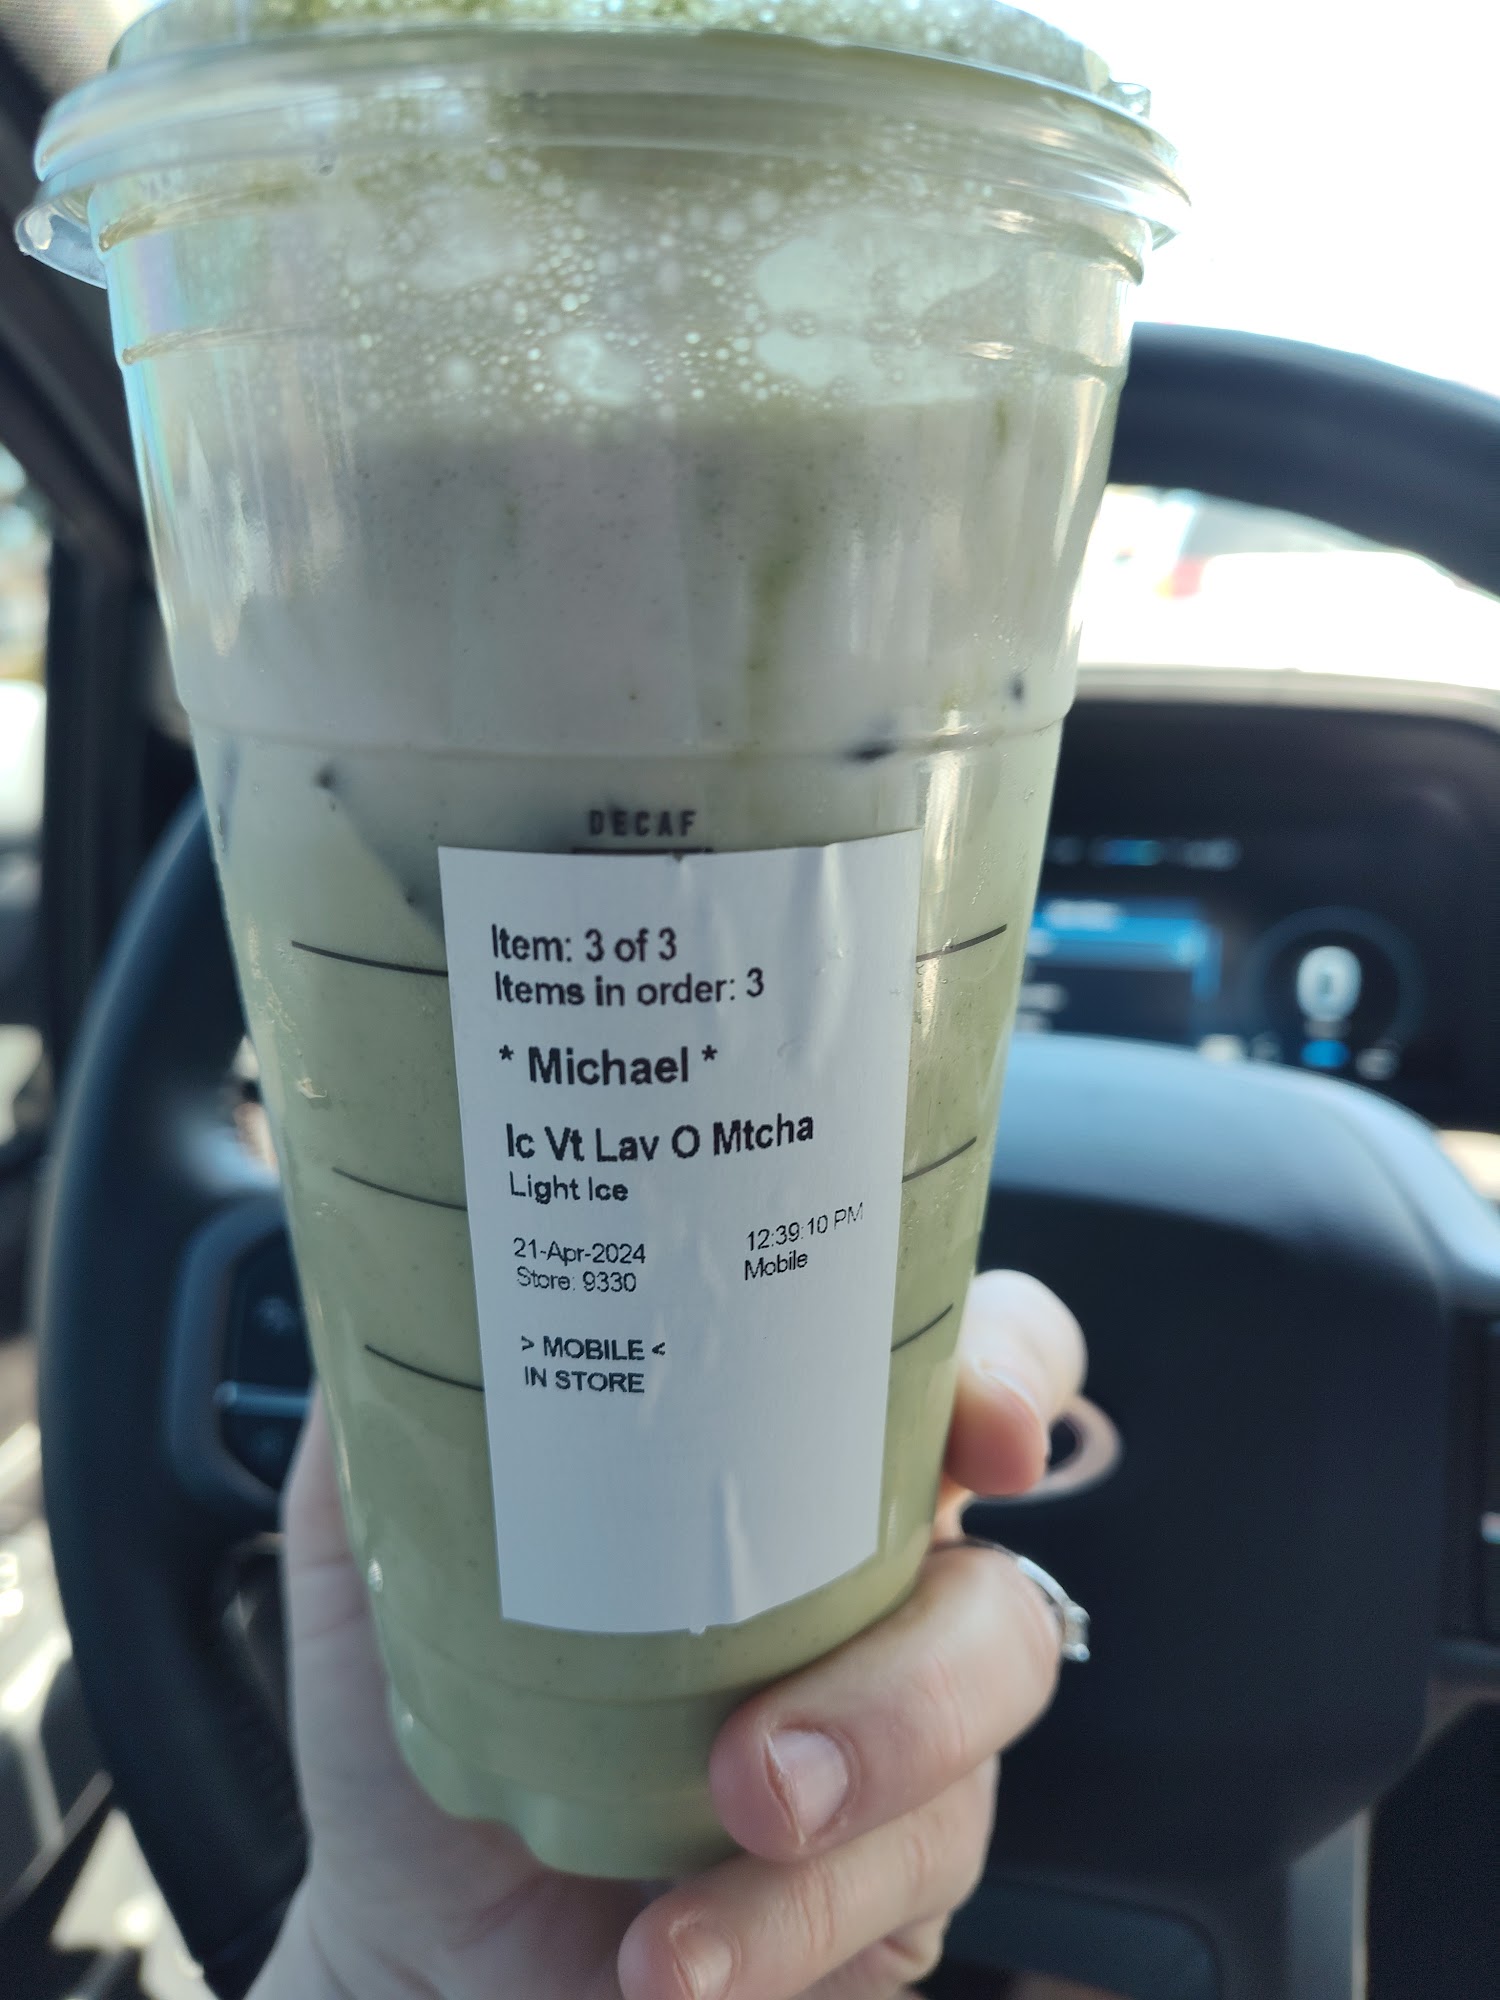 DECAF
Item: 3 of 3
Items in order: 3
* Michael *
Ic Vt Lav O Mtcha
Light Ice
21-Apr-2024 12:39:10 PM
Store: 9330 Mobile
> MOBILE <
IN STORE